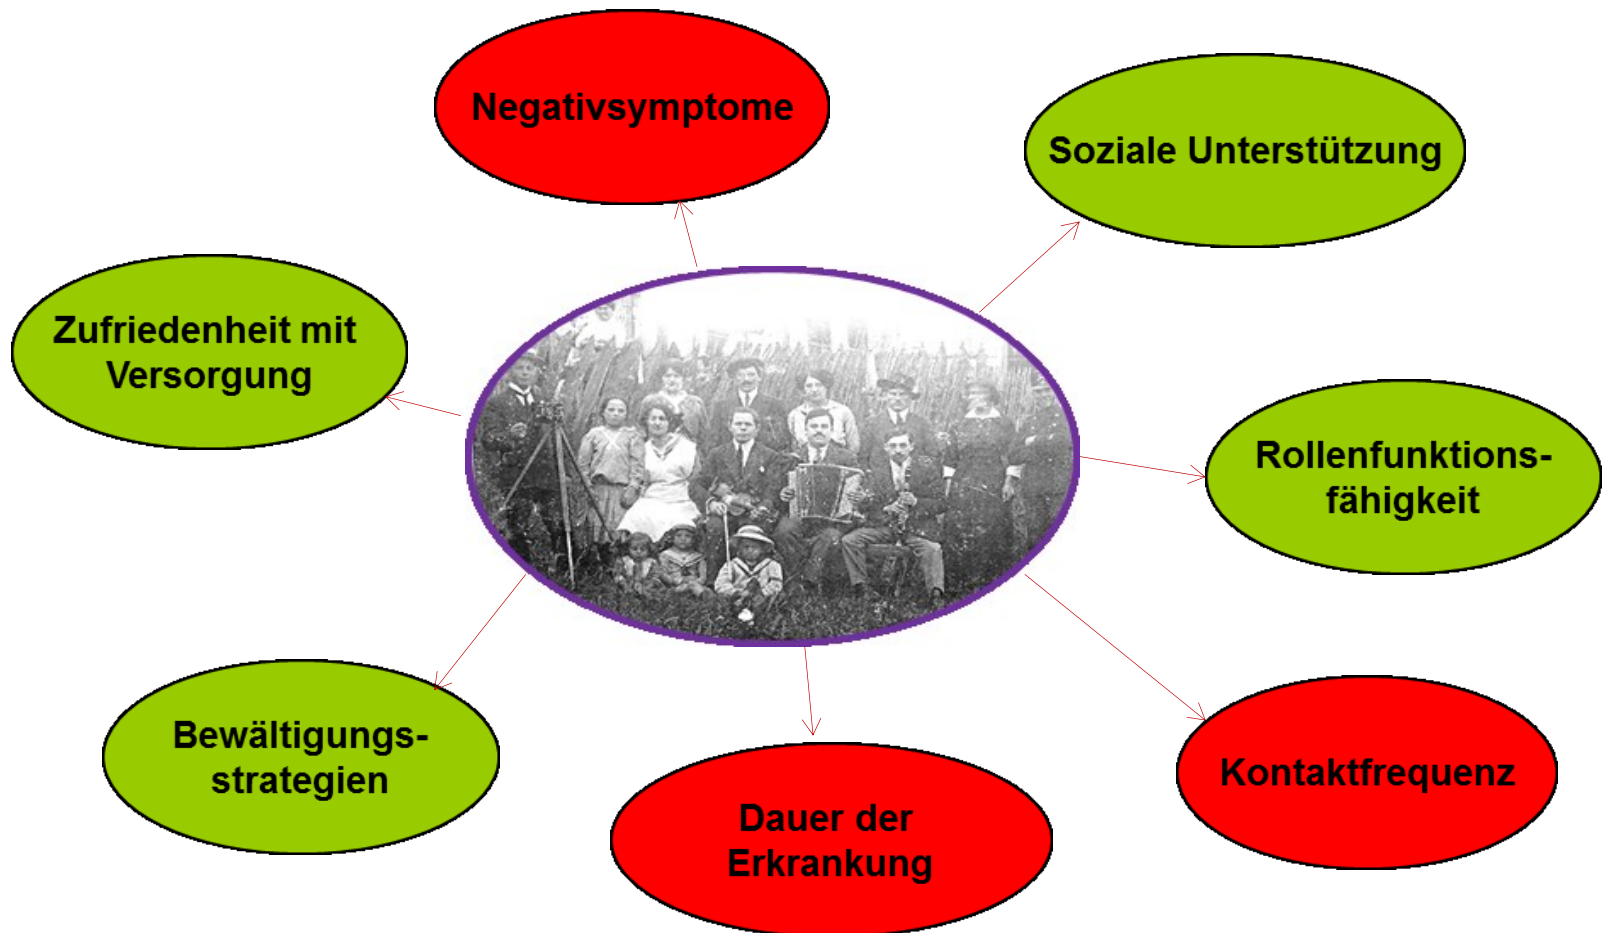 Negativsymptome
Soziale Unterstützung
Zufriedenheit mit
Versorgung
Rollenfunktions-
fähigkeit
Bewältigungs-
strategien
Dauer der
Erkrankung
Kontaktfrequenz